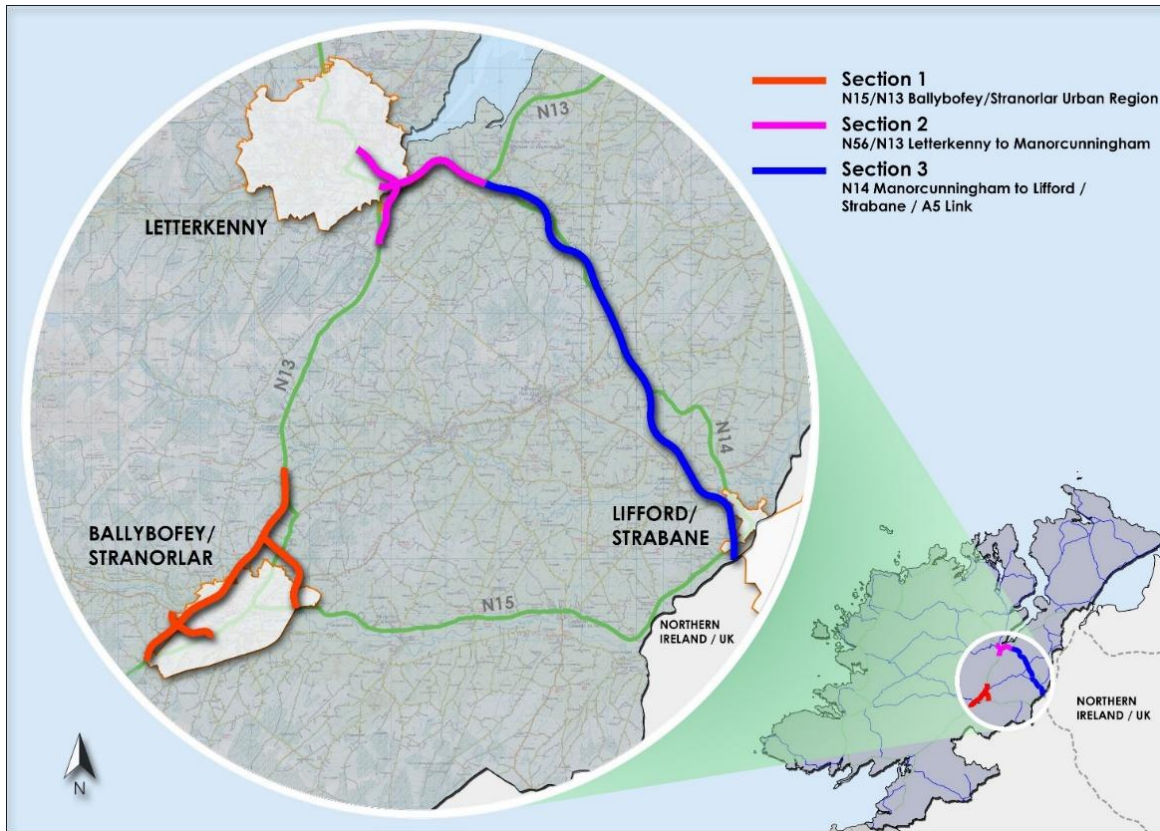 Section 1
N15/N13 Ballybofey/Stranorlar Urban Region
Section 2
N56/N13 Letterkenny to Manorcunningham
Section 3
N14 Manorcunningham to Lifford /
Strabane / A5 Link
N13
LETTERKENNY
N13
N14
LIFFORD/
STRABANE
BALLYBOFEY/
STRANORLAR
N15
NORTHERN
IRELAND / UK
NORTHERN
IRELAND / UK
N